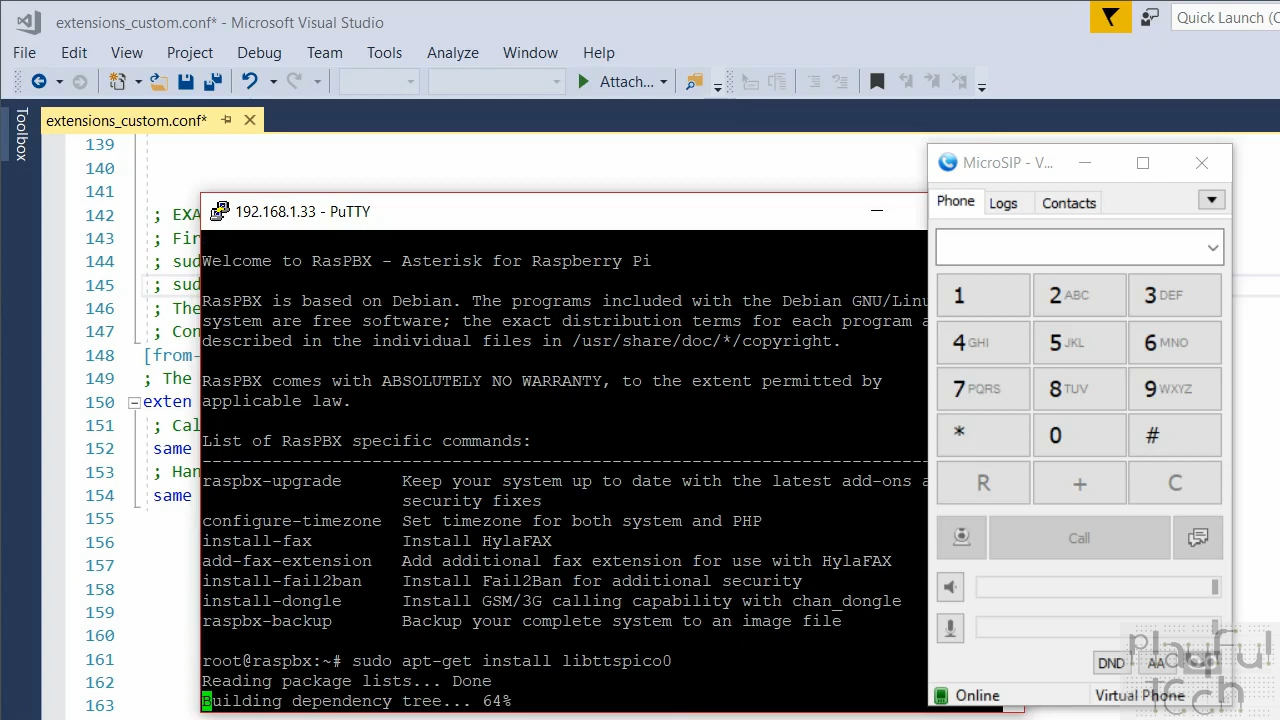 extensions_custom.conf* - Microsoft Visual Studio
Quick Launch (C
File Edit View Project Debug Team Tools Analyze Window Help
Attach...
Toolbox
extensions_custom.conf*
139
140
141
142 ; EXA
143 ; Fin
144 ; sud
145 ; sud
146 ; The
147 ; Con
148 [from-
149 ; The
150 exten
151 ; Cal
152 same
153 ; Han
154 same
155
156
157
158
159
160
161
162
163
192.168.1.33 - PuTTY
Welcome to RasPBX - Asterisk for Raspberry Pi
RasPBX is based on Debian. The programs included with the Debian GNU/Linu
system are free software; the exact distribution terms for each program a
described in the individual files in /usr/share/doc/*/copyright.
RasPBX comes with ABSOLUTELY NO WARRANTY, to the extent permitted by
applicable law.
List of RasPBX specific commands:
-------------------------------------------------------------------------
raspbx-upgrade Keep your system up to date with the latest add-ons a
security fixes
configure-timezone Set timezone for both system and PHP
install-fax Install HylaFAX
add-fax-extension Add additional fax extension for use with HylaFAX
install-fail2ban Install Fail2Ban for additional security
install-dongle Install GSM/3G calling capability with chan_dongle
raspbx-backup Backup your complete system to an image file
root@raspbx:~# sudo apt-get install libttspico0
Reading package lists... Done
Building dependency tree... 64%
MicroSIP - V...
Phone Logs Contacts
1 2 ABC 3 DEF
4 GHI 5 JKL 6 MNO
7 PQRS 8 TUV 9 WXYZ
* 0 #
R + C
Call
DND AA
Online Virtual Phone
playful
tech